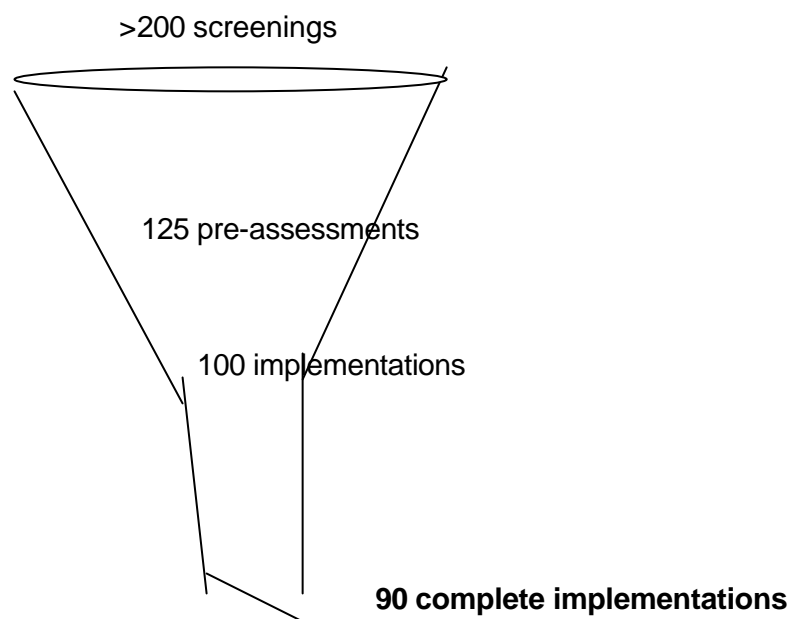 >200 screenings
125 pre-assessments
100 implementations
90 complete implementations